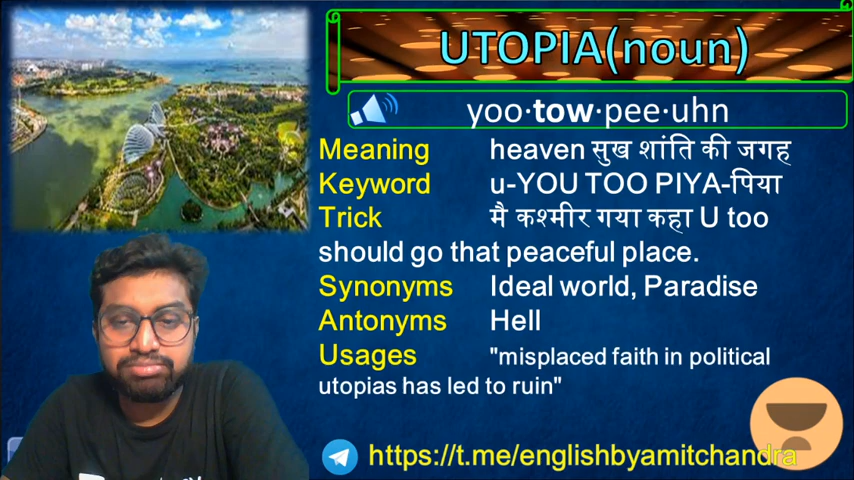 UTOPIA(noun)
yoo·tow·pee·uhn
Meaning heaven सुख शांति की जगह
Keyword u-YOU TOO PIYA-पिया
Trick मै कश्मीर गया कहा U too
should go that peaceful place.
Synonyms Ideal world, Paradise
Antonyms Hell
Usages "misplaced faith in political
utopias has led to ruin"
https://t.me/englishbyamitchandra